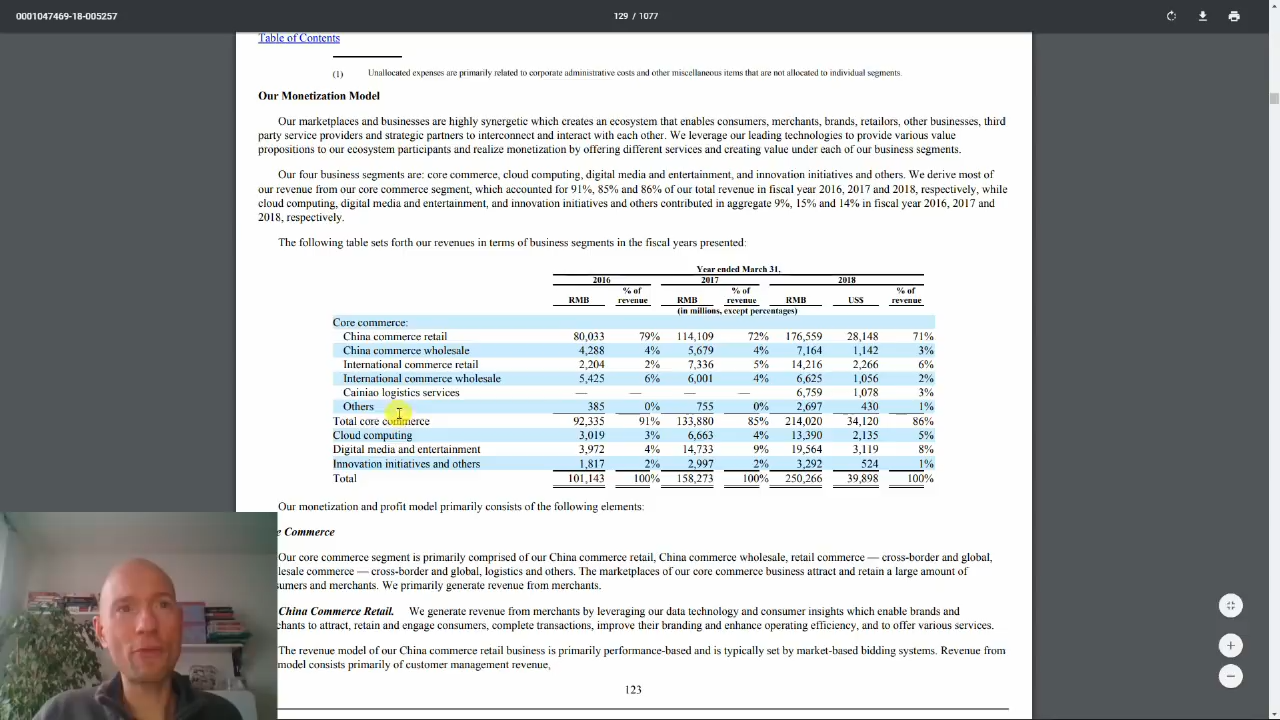 0001047469-18-005257
129 / 1077
Table of Contents
(1) Unallocated expenses are primarily related to corporate administrative costs and other miscellaneous items that are not allocated to individual segments.
Our Monetization Model
Our marketplaces and businesses are highly synergetic which creates an ecosystem that enables consumers, merchants, brands, retailors, other businesses, third
party service providers and strategic partners to interconnect and interact with each other. We leverage our leading technologies to provide various value
propositions to our ecosystem participants and realize monetization by offering different services and creating value under each of our business segments.
Our four business segments are: core commerce, cloud computing, digital media and entertainment, and innovation initiatives and others. We derive most of
our revenue from our core commerce segment, which accounted for 91%, 85% and 86% of our total revenue in fiscal year 2016, 2017 and 2018, respectively, while
cloud computing, digital media and entertainment, and innovation initiatives and others contributed in aggregate 9%, 15% and 14% in fiscal year 2016, 2017 and
2018, respectively.
The following table sets forth our revenues in terms of business segments in the fiscal years presented:
Year ended March 31,
2016 2017 2018
% of % of % of
RMB revenue RMB revenue RMB US$ revenue
(in millions, except percentages)
Core commerce:
China commerce retail 80,033 79% 114,109 72% 176,559 28,148 71%
China commerce wholesale 4,288 4% 5,679 4% 7,164 1,142 3%
International commerce retail 2,204 2% 7,336 5% 14,216 2,266 6%
International commerce wholesale 5,425 6% 6,001 4% 6,625 1,056 2%
Cainiao logistics services — — — — 6,759 1,078 3%
Others 385 0% 755 0% 2,697 430 1%
Total core commerce 92,335 91% 133,880 85% 214,020 34,120 86%
Cloud computing 3,019 3% 6,663 4% 13,390 2,135 5%
Digital media and entertainment 3,972 4% 14,733 9% 19,564 3,119 8%
Innovation initiatives and others 1,817 2% 2,997 2% 3,292 524 1%
Total 101,143 100% 158,273 100% 250,266 39,898 100%
Our monetization and profit model primarily consists of the following elements:
e Commerce
Our core commerce segment is primarily comprised of our China commerce retail, China commerce wholesale, retail commerce — cross-border and global,
lesale commerce — cross-border and global, logistics and others. The marketplaces of our core commerce business attract and retain a large amount of
sumers and merchants. We primarily generate revenue from merchants.
China Commerce Retail. We generate revenue from merchants by leveraging our data technology and consumer insights which enable brands and
chants to attract, retain and engage consumers, complete transactions, improve their branding and enhance operating efficiency, and to offer various services.
The revenue model of our China commerce retail business is primarily performance-based and is typically set by market-based bidding systems. Revenue from
model consists primarily of customer management revenue,
123